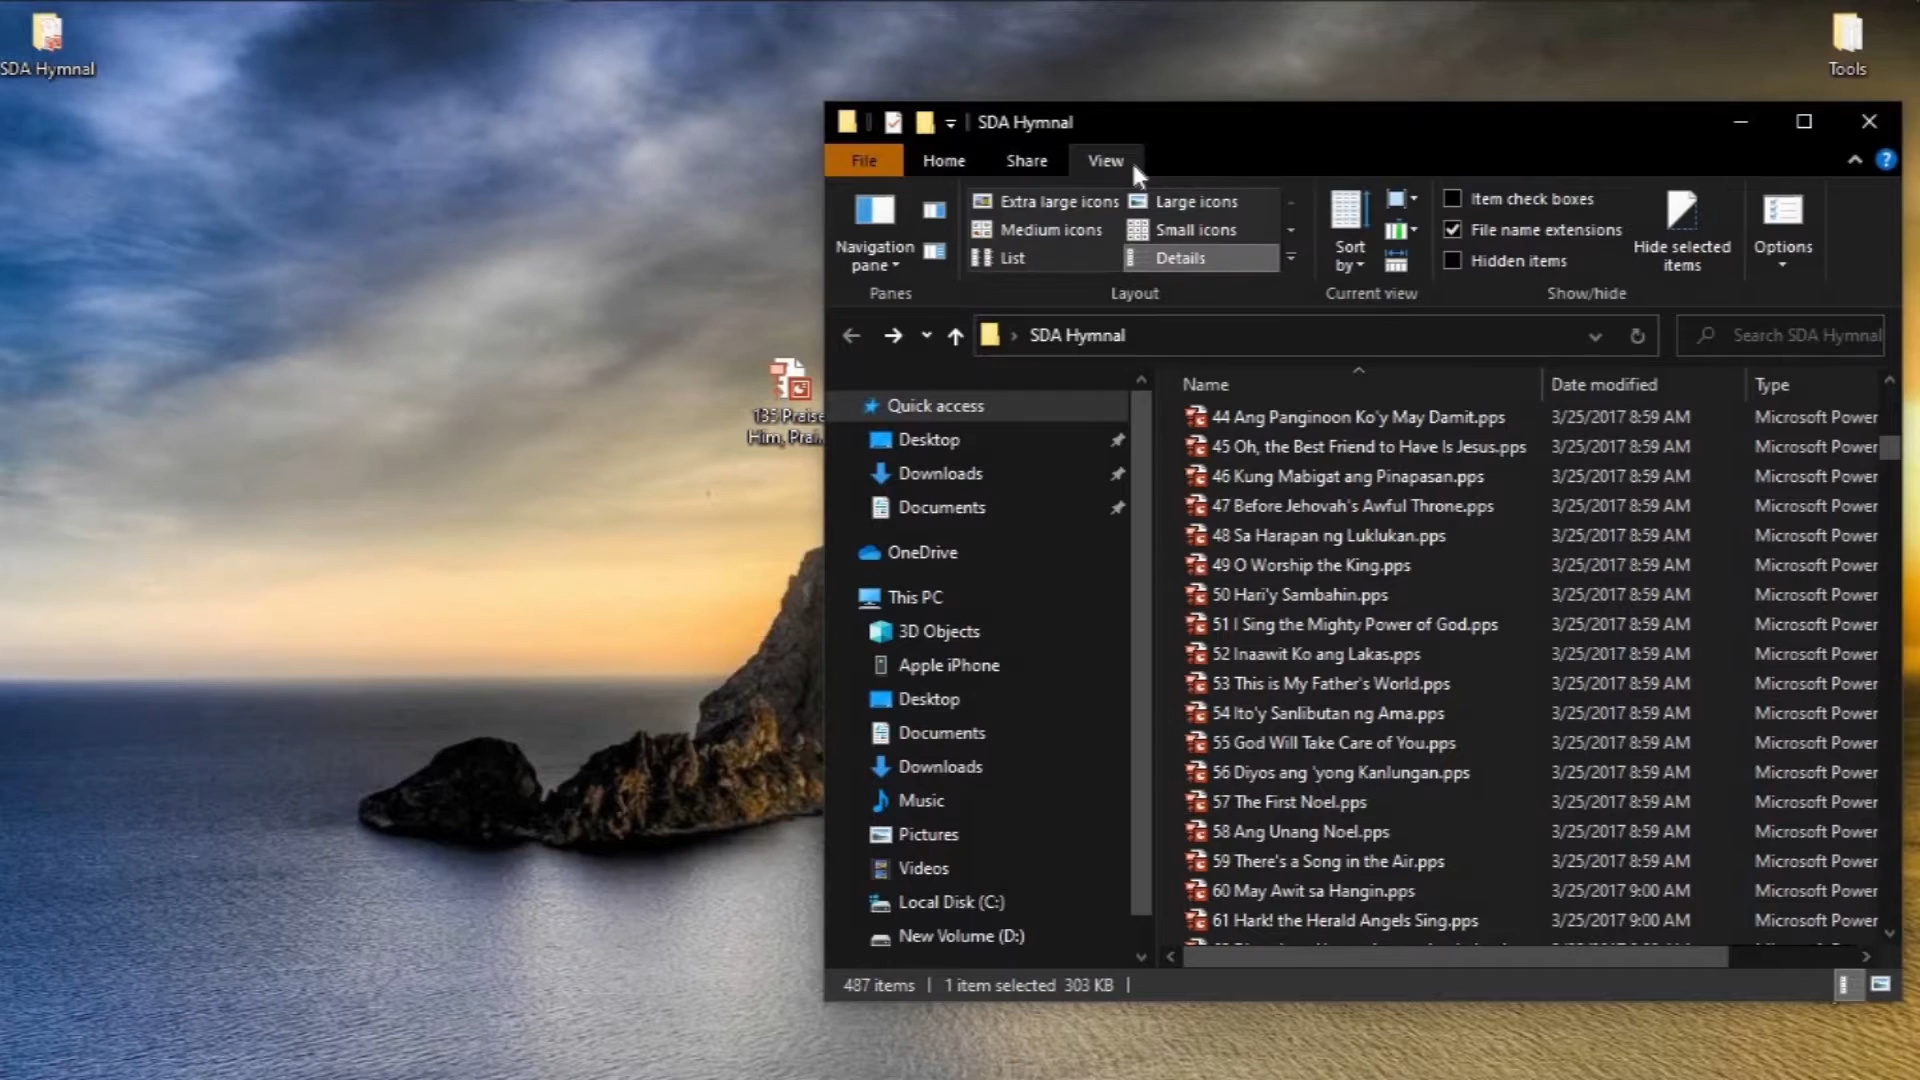 SDA Hymnal
Tools
135 Praise
Him, Prai...
SDA Hymnal
File
Home
Share
View
Navigation
pane
Extra large icons
Large icons
Medium icons
Small icons
List
Details
Sort
by
Item check boxes
File name extensions
Hidden items
Hide selected
items
Options
Panes
Layout
Current view
Show/hide
SDA Hymnal
Search SDA Hymnal
Quick access
Desktop
Downloads
Documents
OneDrive
This PC
3D Objects
Apple iPhone
Desktop
Documents
Downloads
Music
Pictures
Videos
Local Disk (C:)
New Volume (D:)
Name Date modified Type
44 Ang Panginoon Ko'y May Damit.pps 3/25/2017 8:59 AM Microsoft Power
45 Oh, the Best Friend to Have Is Jesus.pps 3/25/2017 8:59 AM Microsoft Power
46 Kung Mabigat ang Pinapasan.pps 3/25/2017 8:59 AM Microsoft Power
47 Before Jehovah's Awful Throne.pps 3/25/2017 8:59 AM Microsoft Power
48 Sa Harapan ng Luklukan.pps 3/25/2017 8:59 AM Microsoft Power
49 O Worship the King.pps 3/25/2017 8:59 AM Microsoft Power
50 Hari'y Sambahin.pps 3/25/2017 8:59 AM Microsoft Power
51 I Sing the Mighty Power of God.pps 3/25/2017 8:59 AM Microsoft Power
52 Inaawit Ko ang Lakas.pps 3/25/2017 8:59 AM Microsoft Power
53 This is My Father's World.pps 3/25/2017 8:59 AM Microsoft Power
54 Ito'y Sanlibutan ng Ama.pps 3/25/2017 8:59 AM Microsoft Power
55 God Will Take Care of You.pps 3/25/2017 8:59 AM Microsoft Power
56 Diyos ang 'yong Kanlungan.pps 3/25/2017 8:59 AM Microsoft Power
57 The First Noel.pps 3/25/2017 8:59 AM Microsoft Power
58 Ang Unang Noel.pps 3/25/2017 8:59 AM Microsoft Power
59 There's a Song in the Air.pps 3/25/2017 8:59 AM Microsoft Power
60 May Awit sa Hangin.pps 3/25/2017 9:00 AM Microsoft Power
61 Hark! the Herald Angels Sing.pps 3/25/2017 9:00 AM Microsoft Power
487 items 1 item selected 303 KB